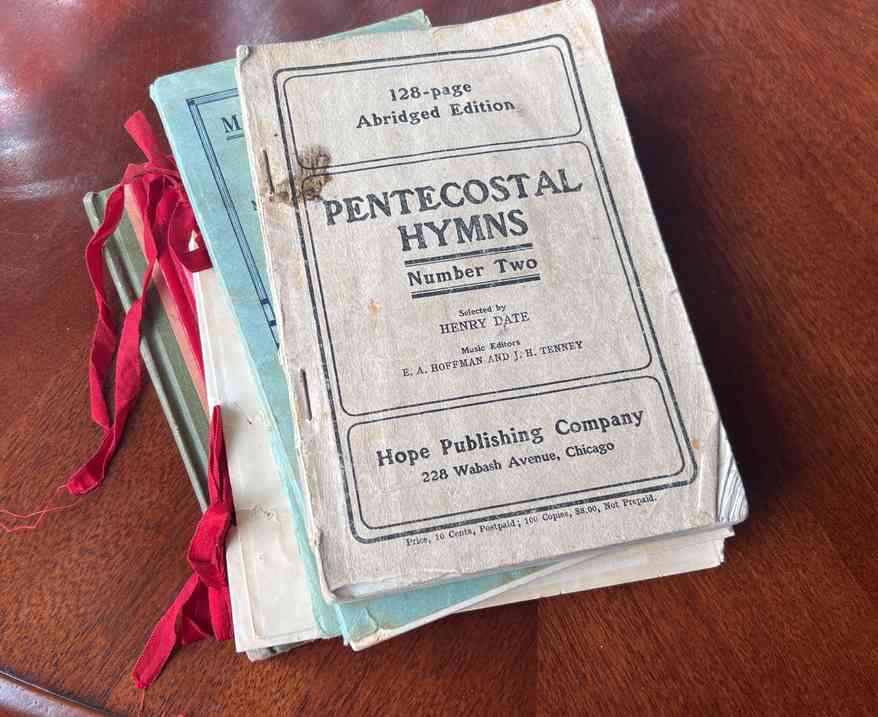 128-page
Abridged Edition
PENTECOSTAL
HYMNS
Number Two
Selected by
HENRY DATE
Music Editors
E. A. HOFFMAN AND J. H. TENNEY
Hope Publishing Company
228 Wabash Avenue, Chicago
Price, 10 Cents, Postpaid; 100 Copies, $8.00, Not Prepaid.